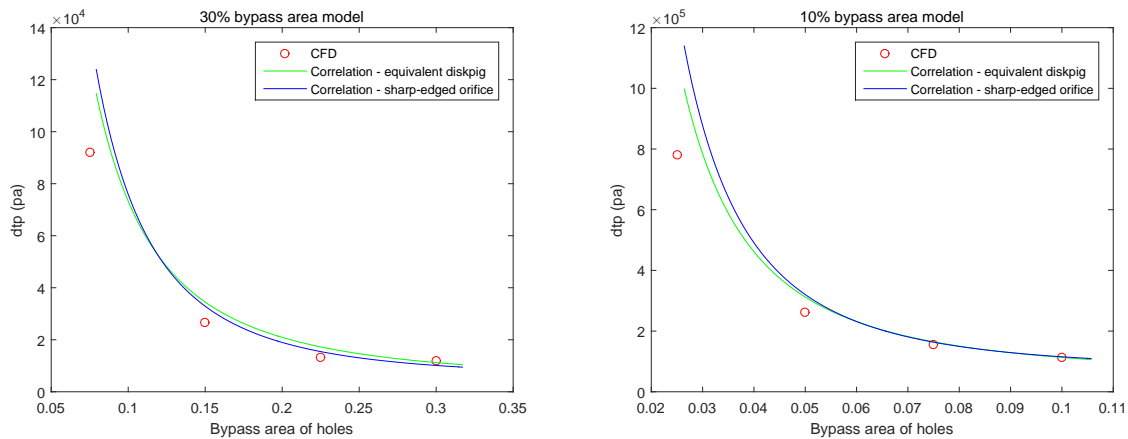 30% bypass area model
×10⁴
14
12
10
8
6
4
2
0
0.05 0.1 0.15 0.2 0.25 0.3 0.35
dtp (pa)
Bypass area of holes
CFD
Correlation - equivalent diskpig
Correlation - sharp-edged orifice
10% bypass area model
×10⁵
12
10
8
6
4
2
0
0.02 0.03 0.04 0.05 0.06 0.07 0.08 0.09 0.1 0.11
dtp (pa)
Bypass area of holes
CFD
Correlation - equivalent diskpig
Correlation - sharp-edged orifice